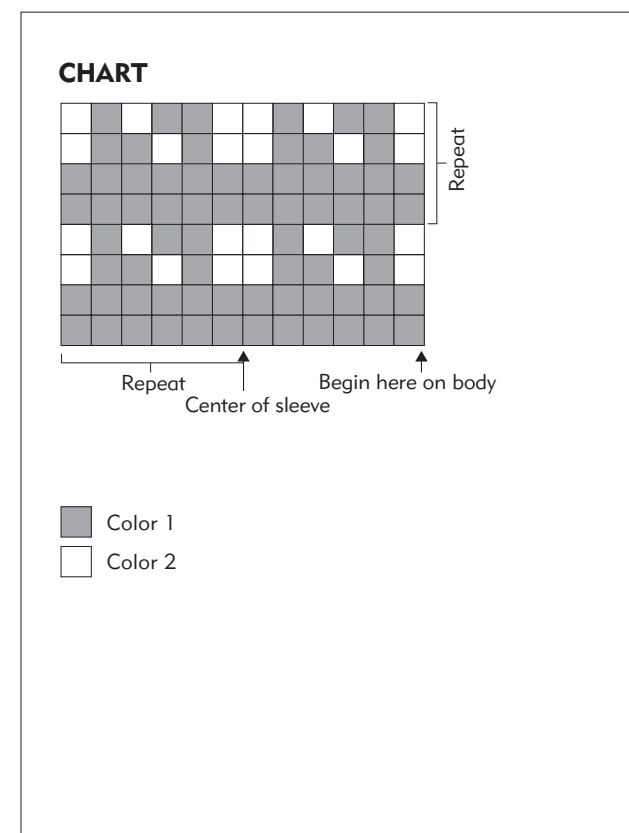 CHART
Repeat
Repeat
Begin here on body
Center of sleeve
Color 1
Color 2